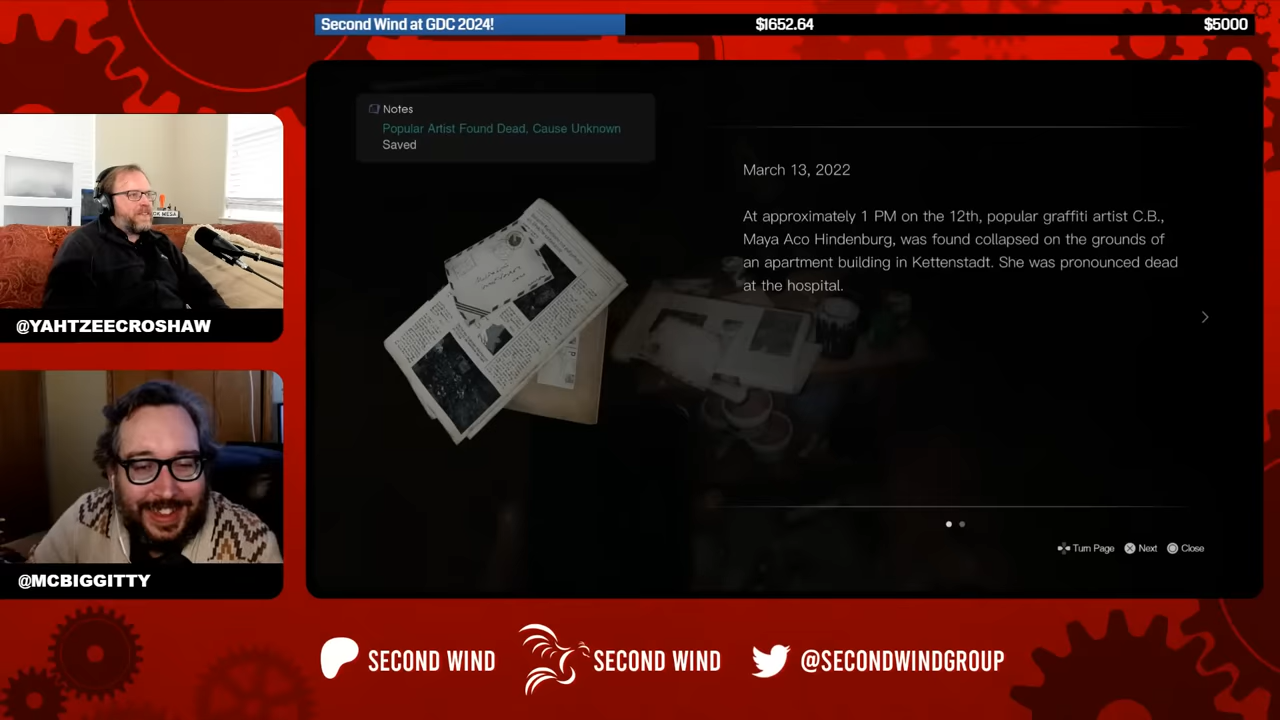 Second Wind at GDC 2024!
$1652.64
$5000
Notes
Popular Artist Found Dead, Cause Unknown
Saved
March 13, 2022
At approximately 1 PM on the 12th, popular graffiti artist C.B.,
Maya Aco Hindenburg, was found collapsed on the grounds of
an apartment building in Kettenstadt. She was pronounced dead
at the hospital.
Turn Page
Next
Close
@YAHTZEECROSHAW
@MCBIGGITTY
SECOND WIND
SECOND WIND
@SECONDWINDGROUP